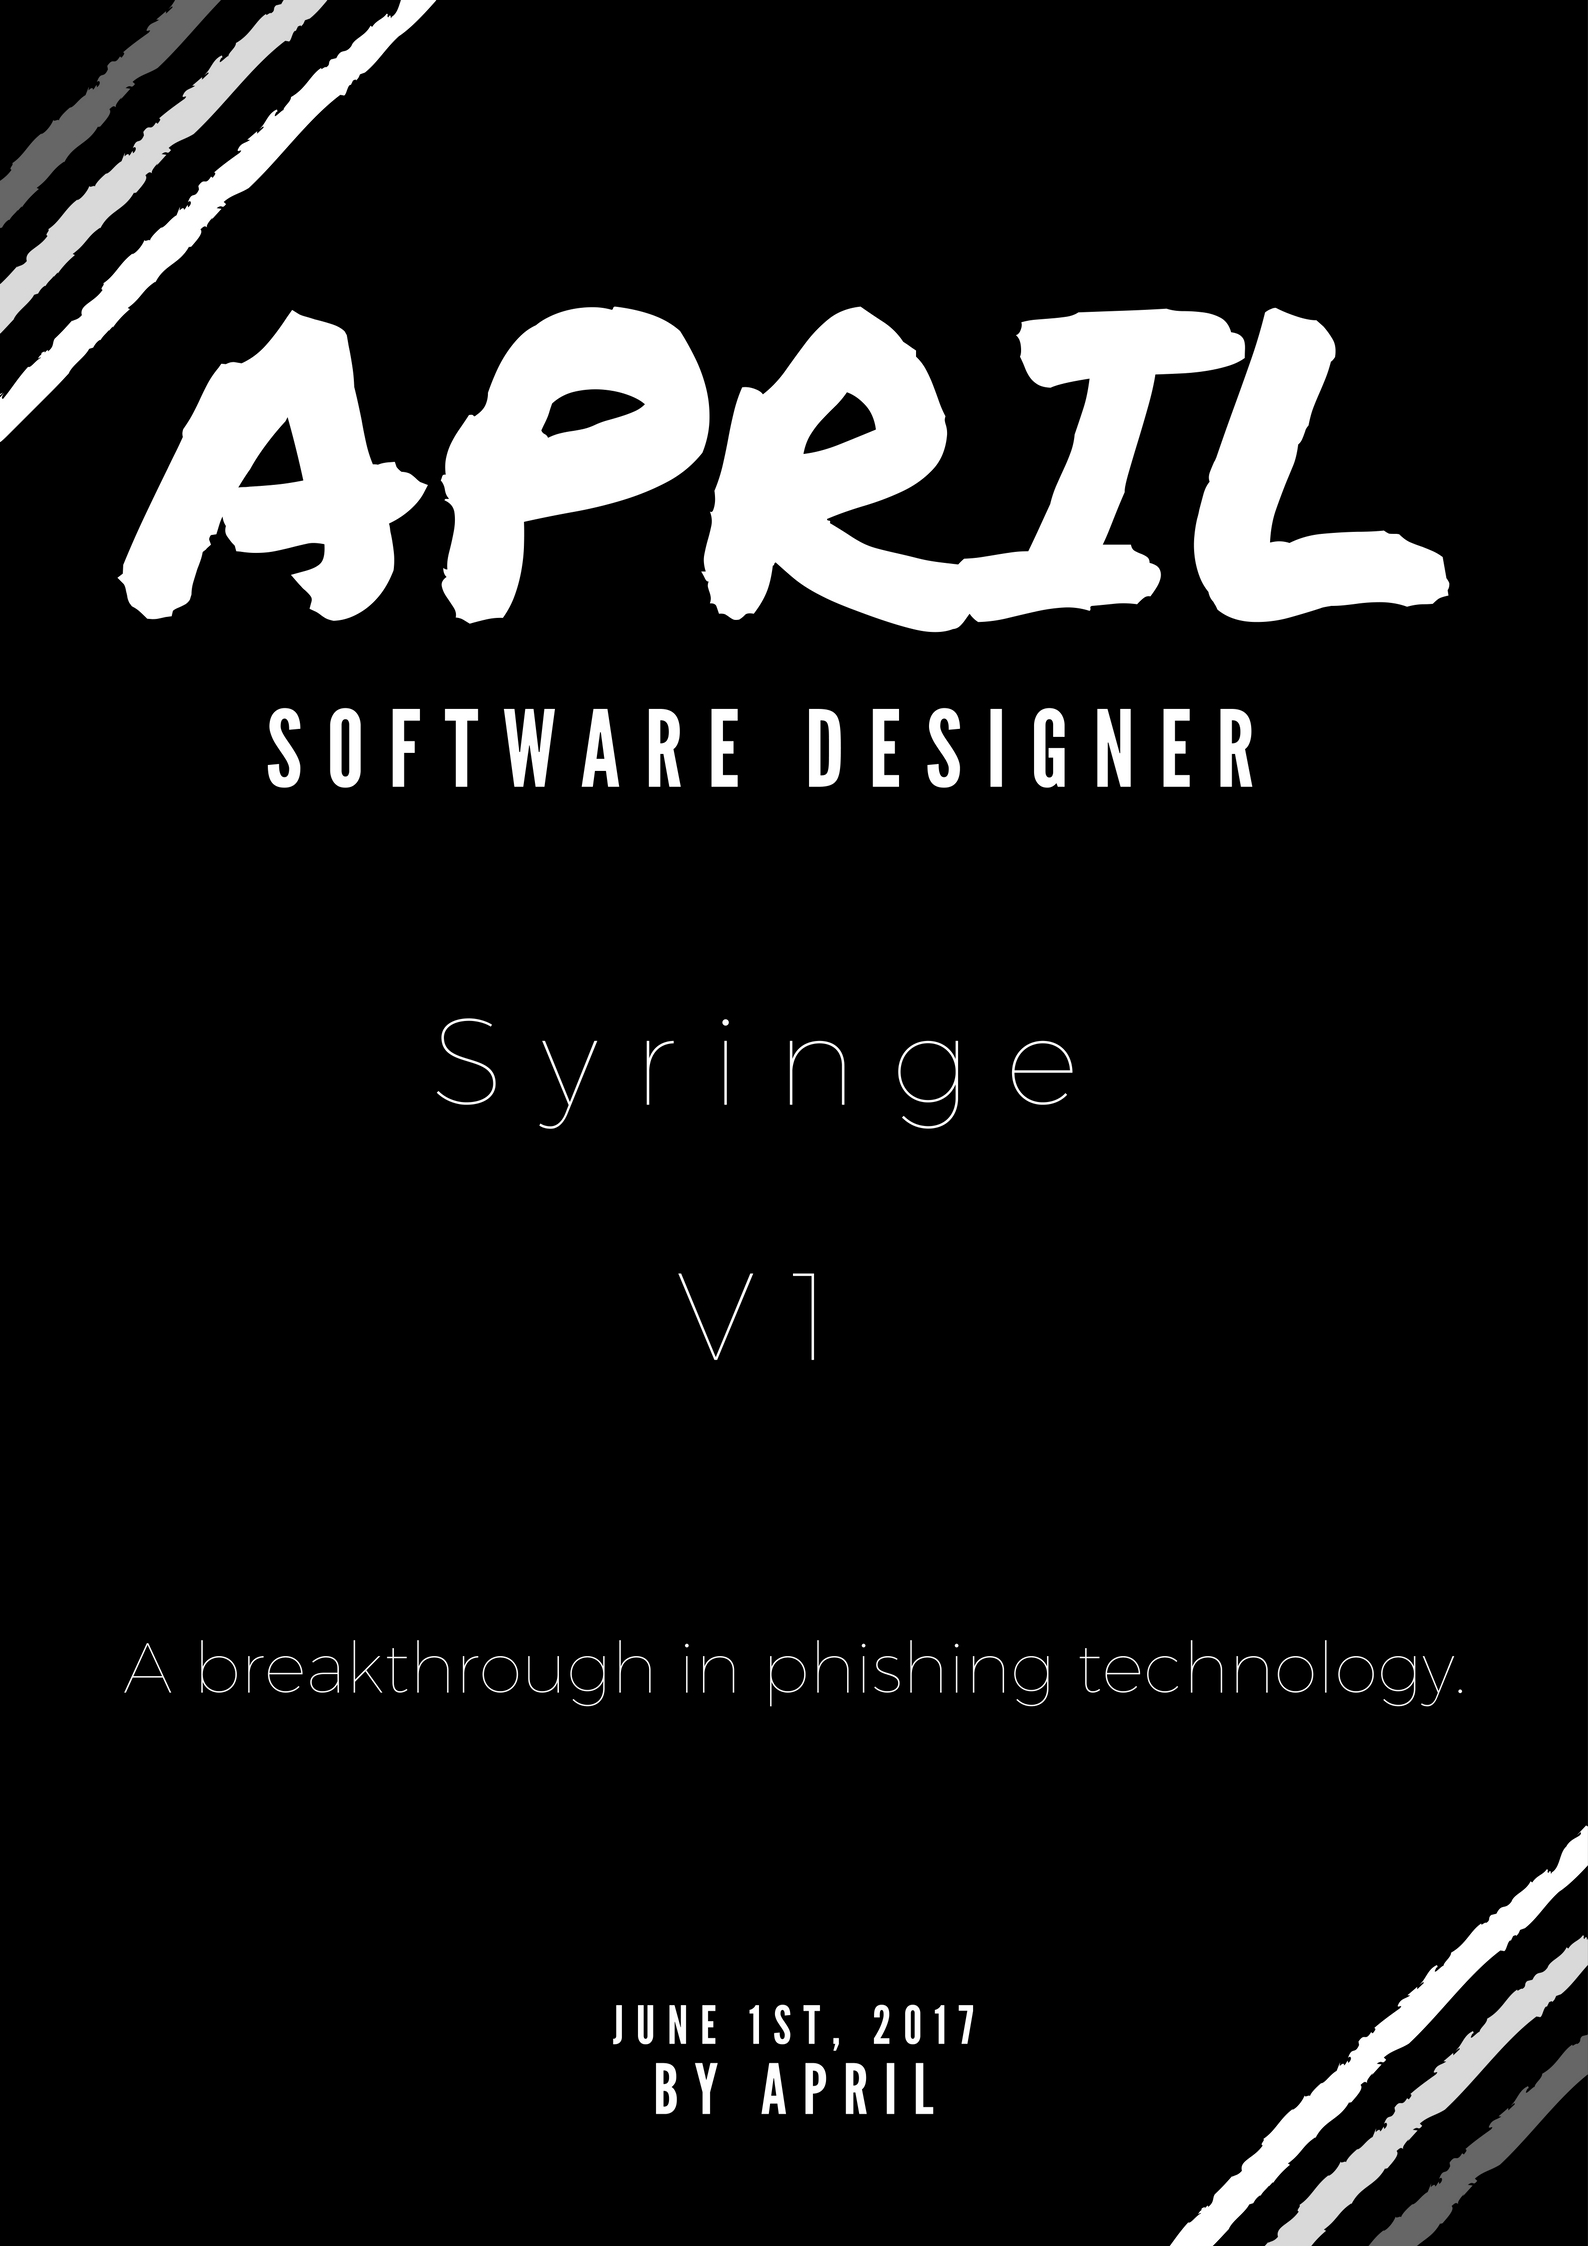 APRIL
SOFTWARE DESIGNER
Syringe
V1
A breakthrough in phishing technology.
JUNE 1ST, 2017
BY APRIL